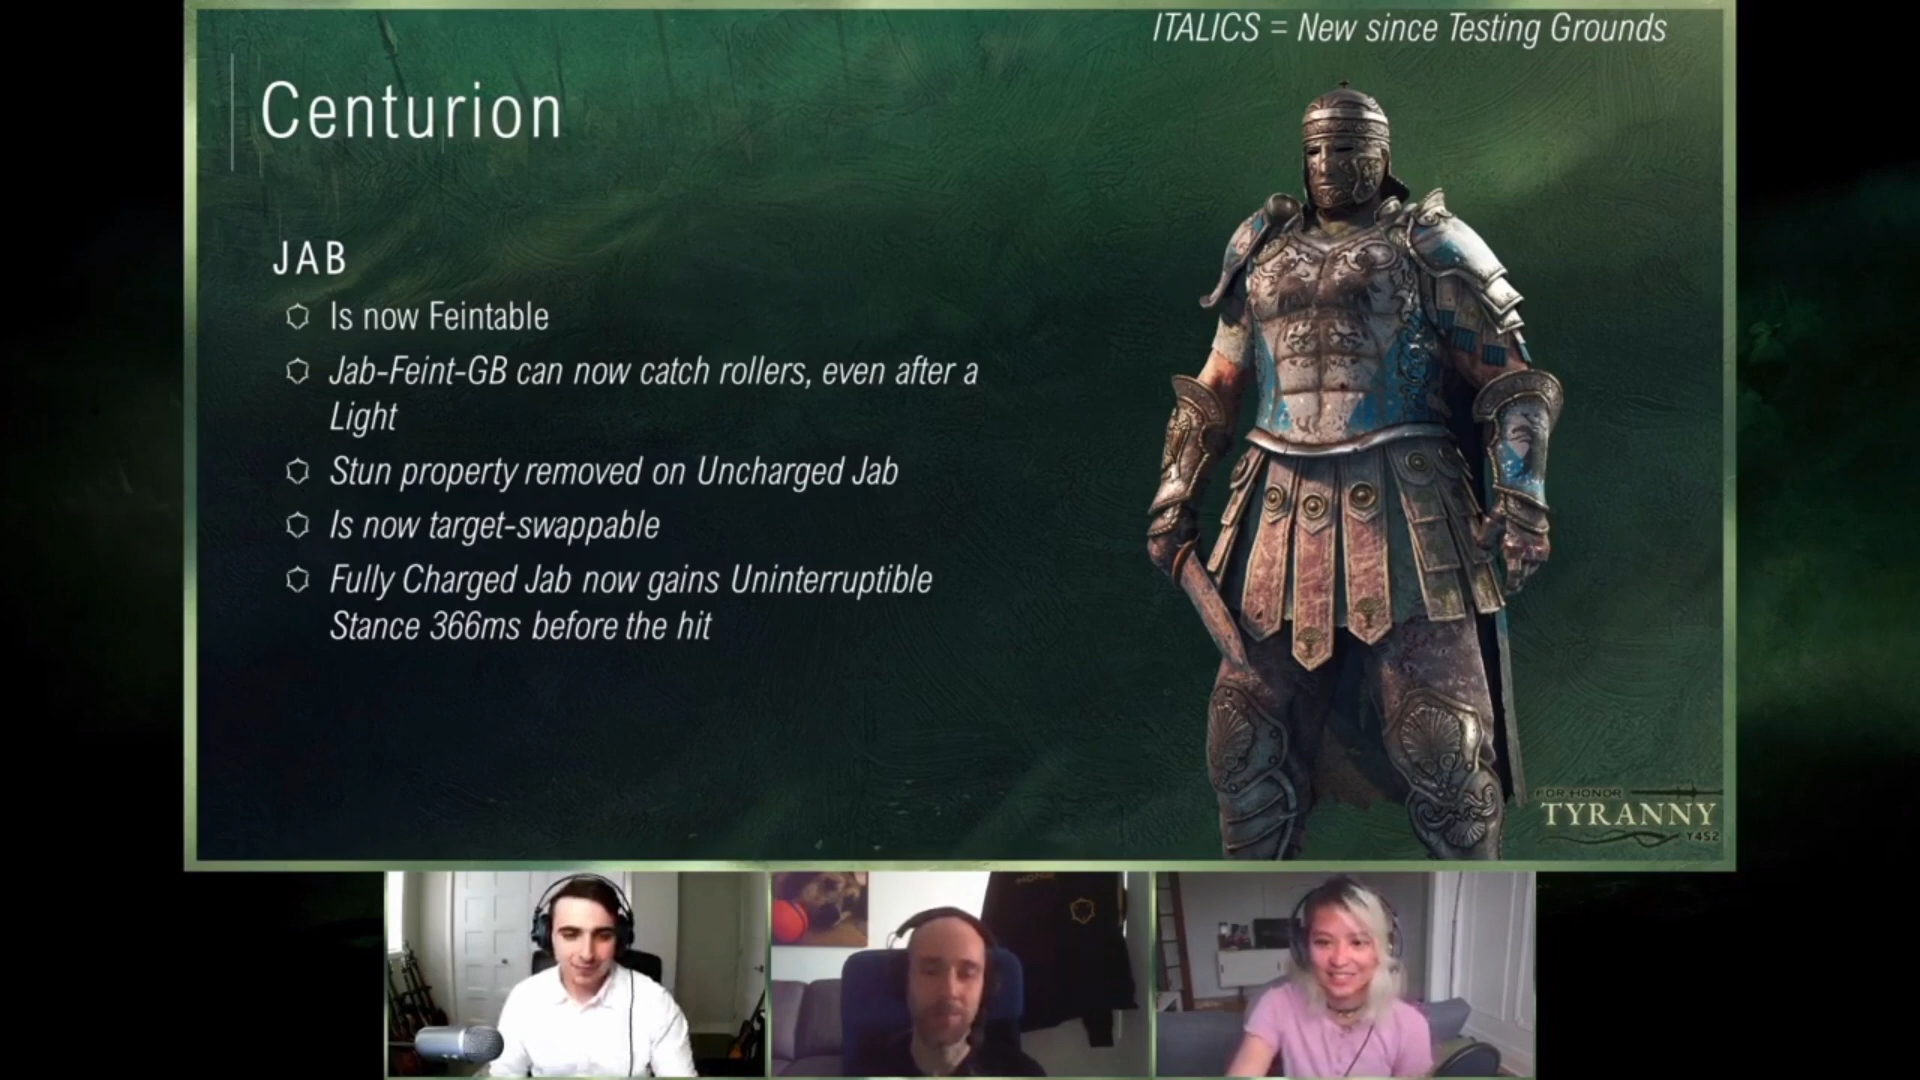 ITALICS = New since Testing Grounds
Centurion
JAB
Is now Feintable
Jab-Feint-GB can now catch rollers, even after a
Light
Stun property removed on Uncharged Jab
Is now target-swappable
Fully Charged Jab now gains Uninterruptible
Stance 366ms before the hit
FOR HONOR
TYRANNY
Y4S2